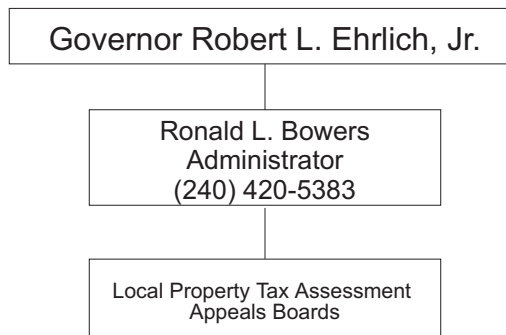 Governor Robert L. Ehrlich, Jr.
Ronald L. Bowers
Administrator
(240) 420-5383
Local Property Tax Assessment
Appeals Boards